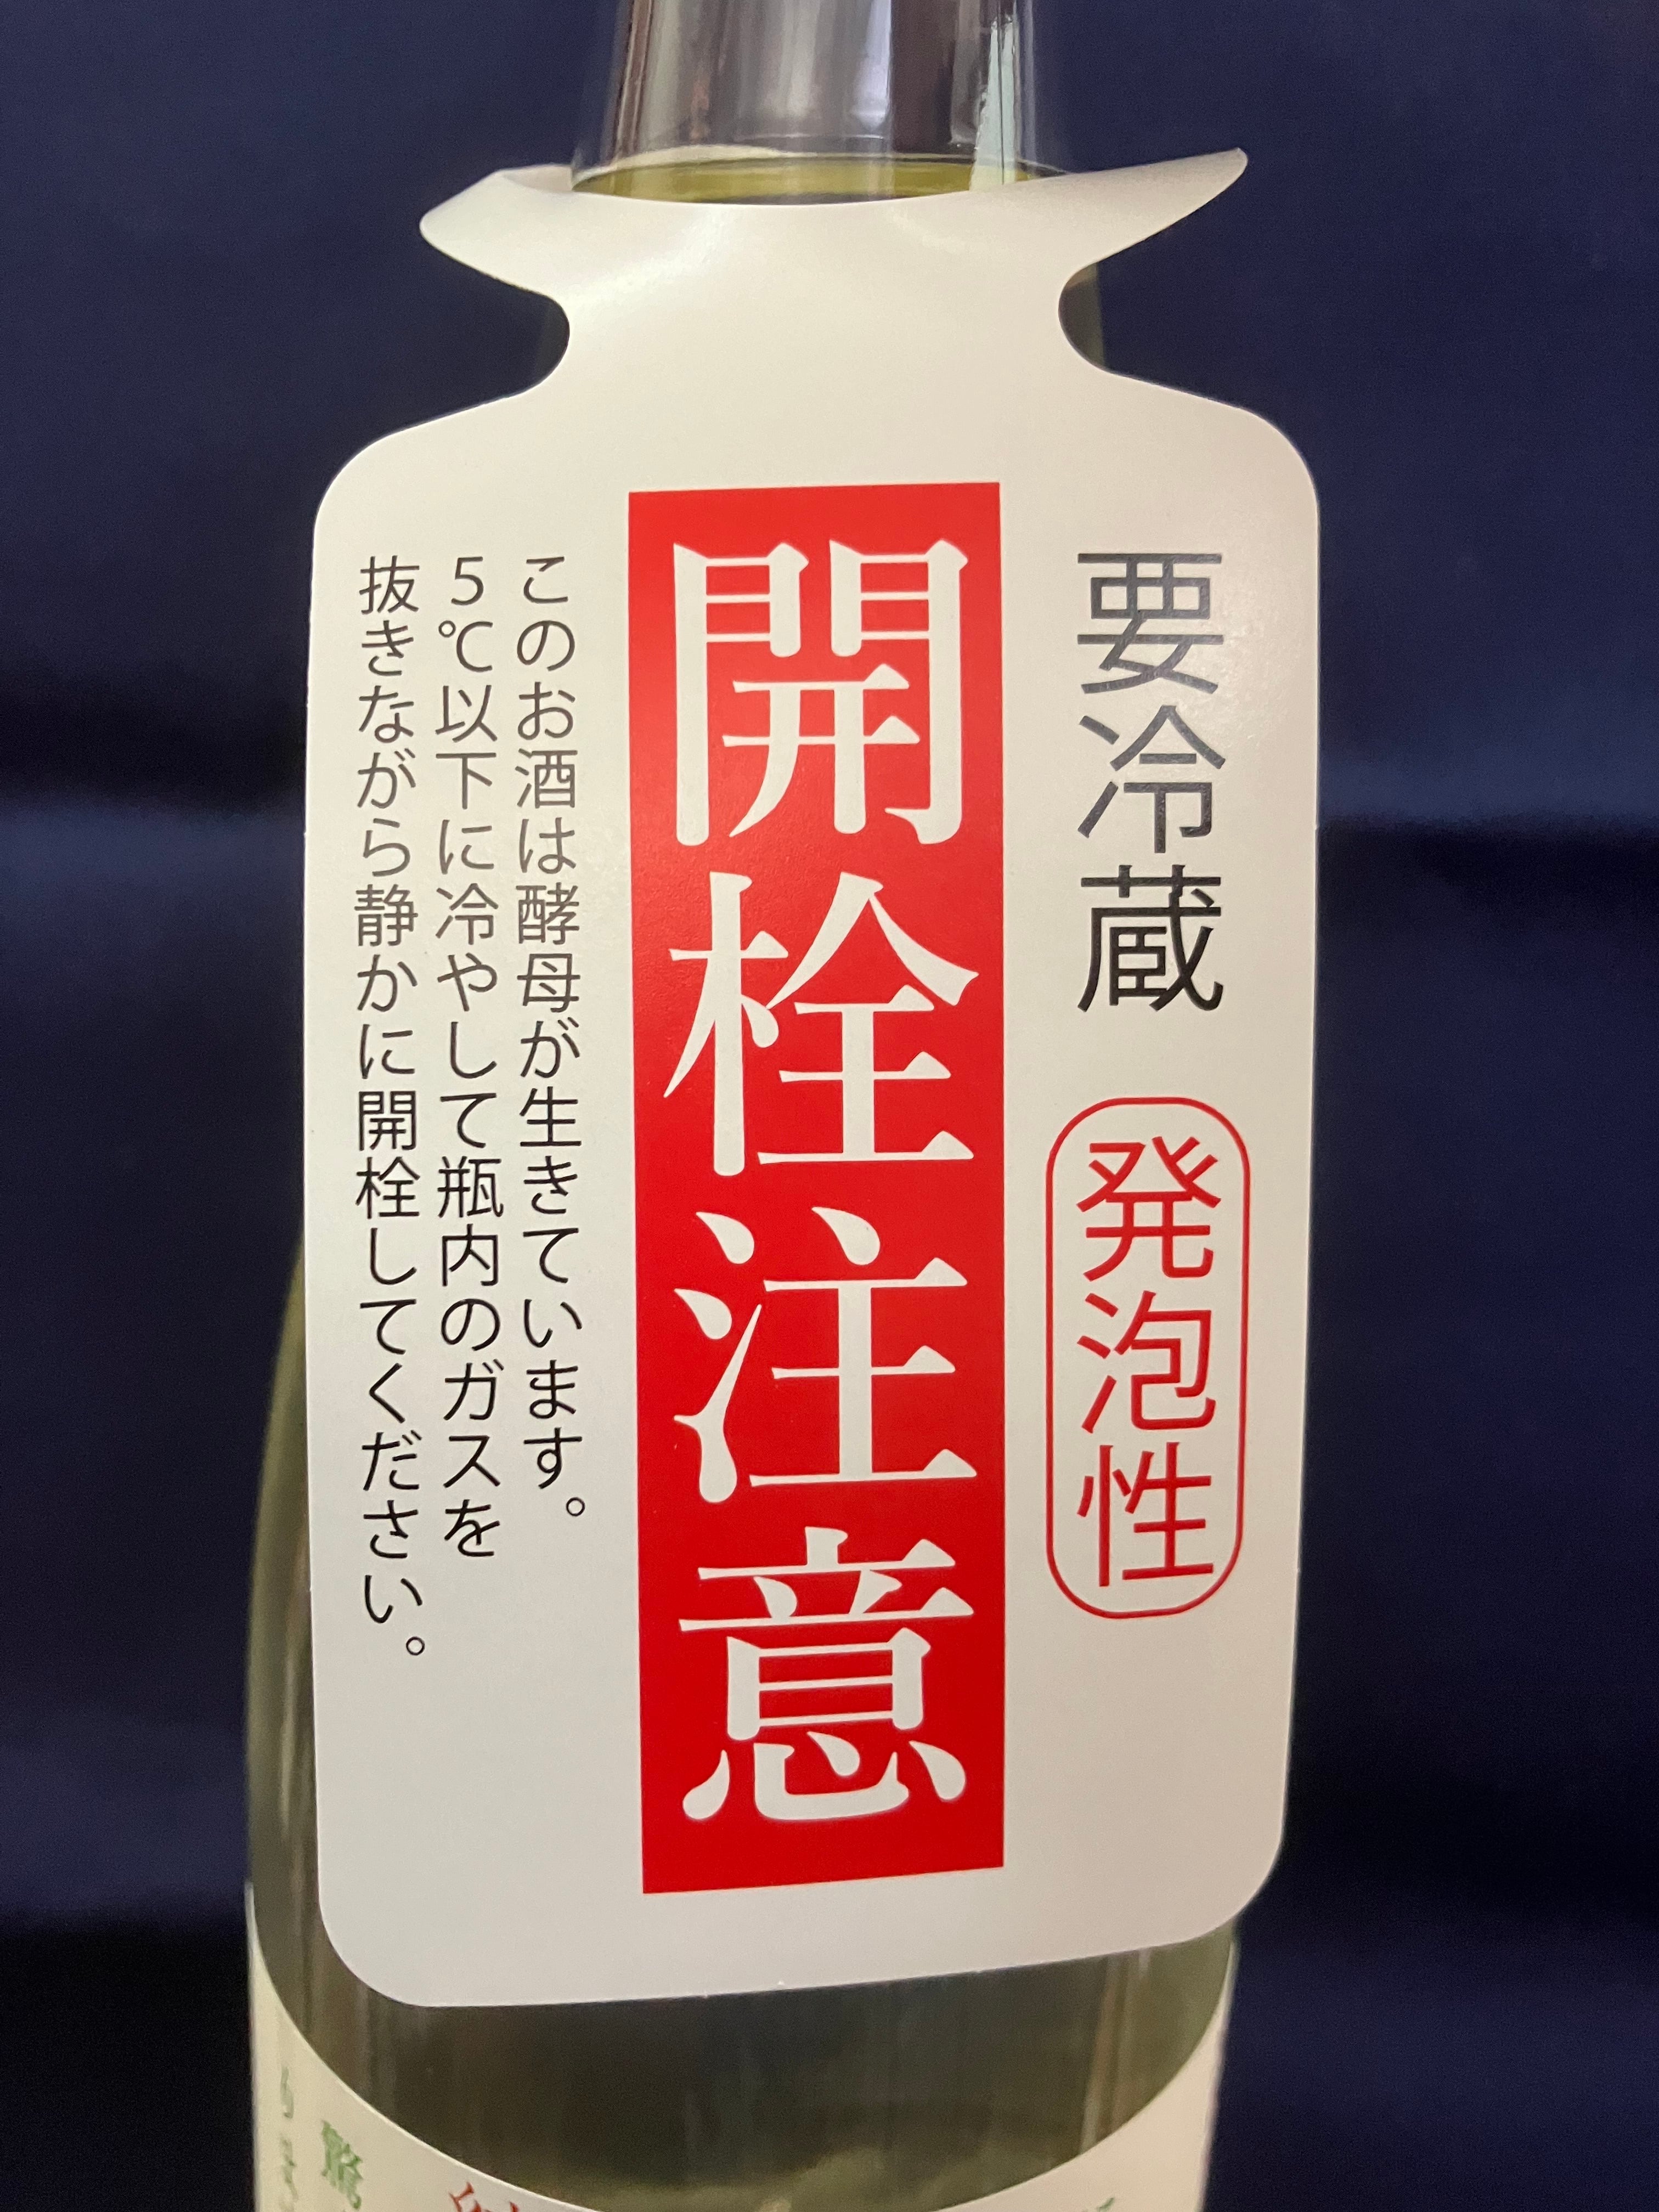 要冷蔵 発泡性
開栓注意
このお酒は酵母が生きています。
5℃以下に冷やして瓶内のガスを
抜きながら静かに開栓してください。